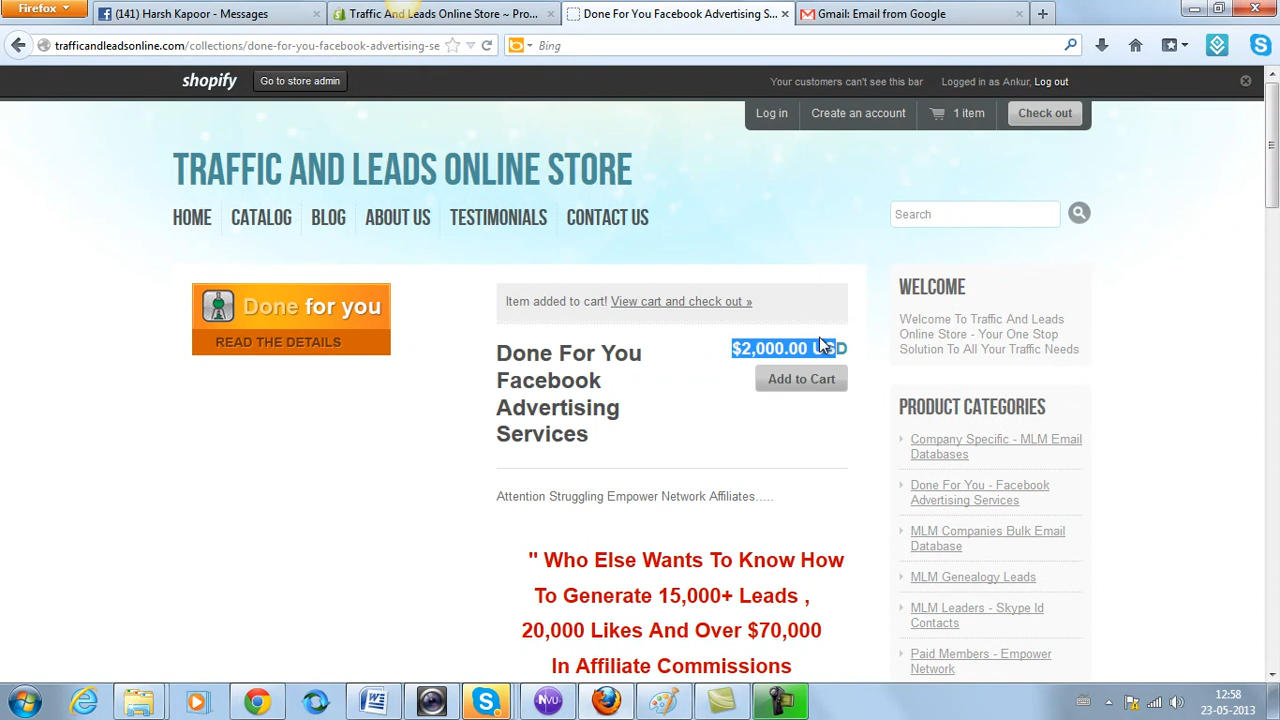 Firefox
(141) Harsh Kapoor - Messages
Traffic And Leads Online Store ~ Pro...
Done For You Facebook Advertising S...
Gmail: Email from Google
trafficandleadsonline.com/collections/done-for-you-facebook-advertising-se
Bing
shopify
Go to store admin
Your customers can't see this bar
Logged in as Ankur, Log out
Log in
Create an account
1 item
Check out
TRAFFIC AND LEADS ONLINE STORE
HOME
CATALOG
BLOG
ABOUT US
TESTIMONIALS
CONTACT US
Search
Done for you
READ THE DETAILS
Item added to cart! View cart and check out »
Done For You
Facebook
Advertising
Services
$2,000.00 USD
Add to Cart
Attention Struggling Empower Network Affiliates.....
" Who Else Wants To Know How
To Generate 15,000+ Leads ,
20,000 Likes And Over $70,000
In Affiliate Commissions
WELCOME
Welcome To Traffic And Leads
Online Store - Your One Stop
Solution To All Your Traffic Needs
PRODUCT CATEGORIES
Company Specific - MLM Email
Databases
Done For You - Facebook
Advertising Services
MLM Companies Bulk Email
Database
MLM Genealogy Leads
MLM Leaders - Skype Id
Contacts
Paid Members - Empower
Network
NVU
12:58
23-05-2013